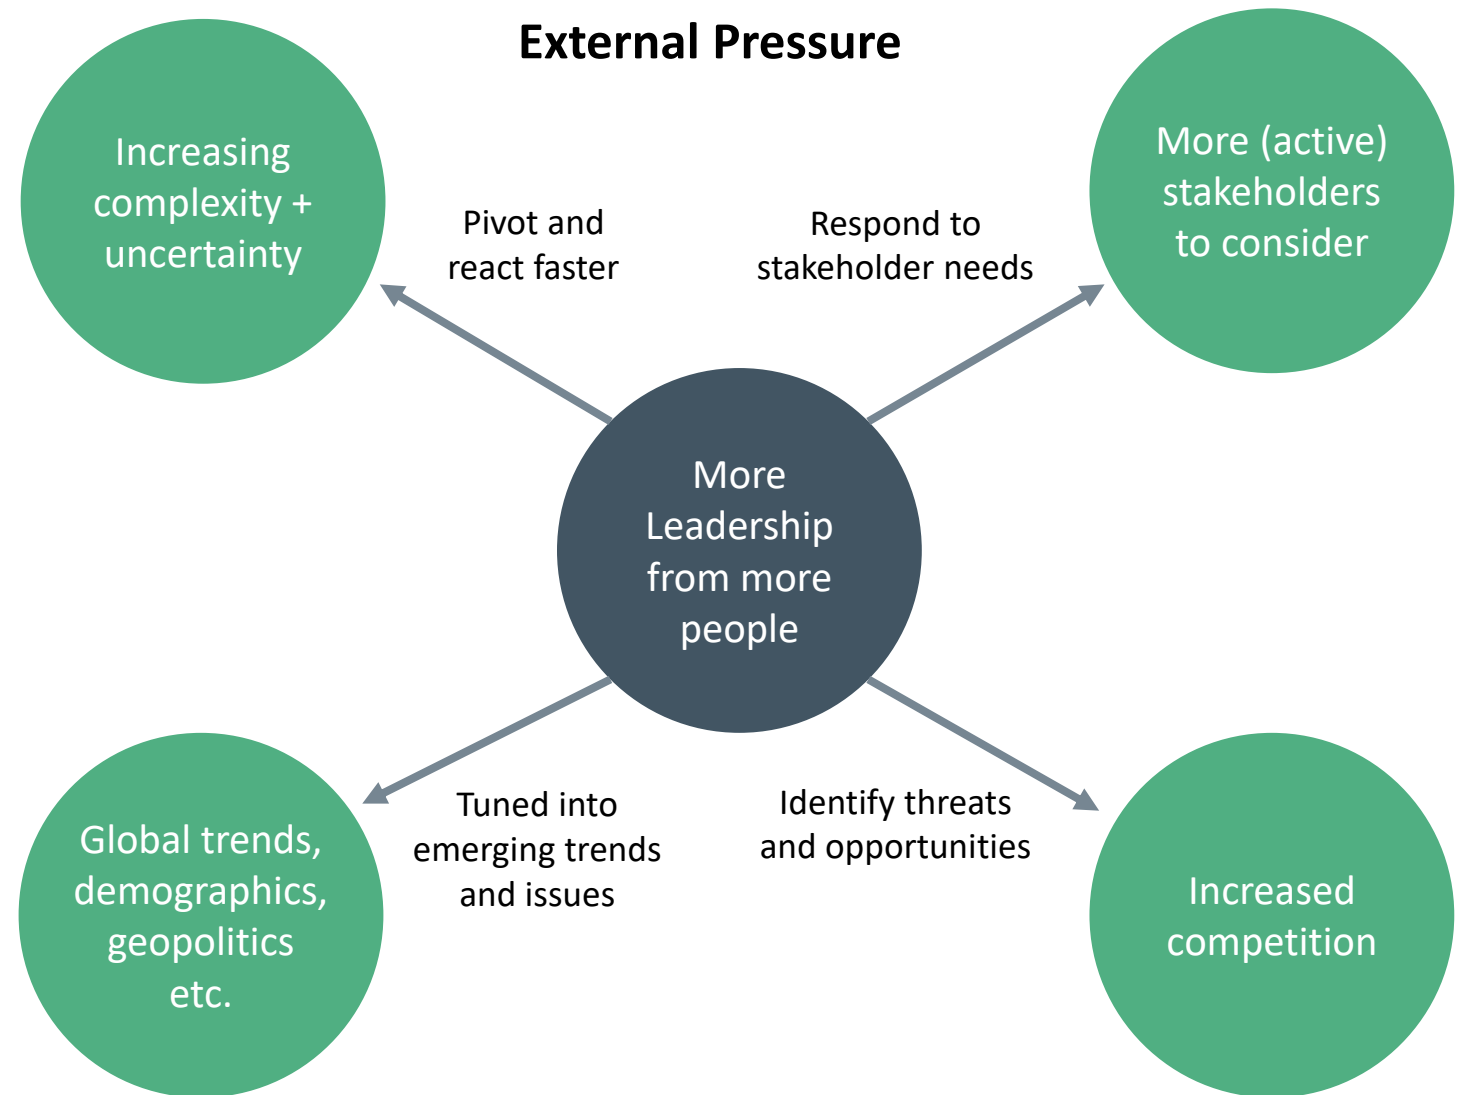 External Pressure
Increasing
complexity +
uncertainty
Pivot and
react faster
Respond to
stakeholder needs
More (active)
stakeholders
to consider
More
Leadership
from more
people
Global trends,
demographics,
geopolitics
etc.
Tuned into
emerging trends
and issues
Identify threats
and opportunities
Increased
competition